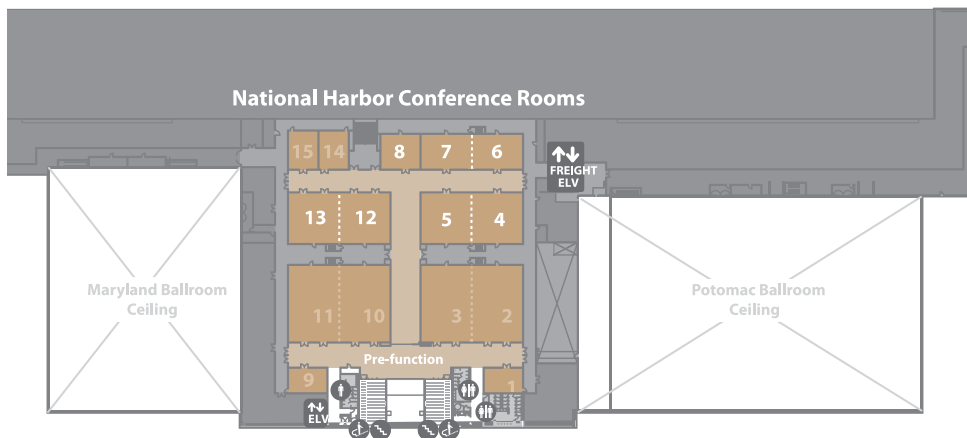 National Harbor Conference Rooms
15 14 8 7 6
FREIGHT
ELV
13 12 5 4
Maryland Ballroom
Ceiling
Potomac Ballroom
Ceiling
11 10 3 2
Pre-function
9 1
ELV